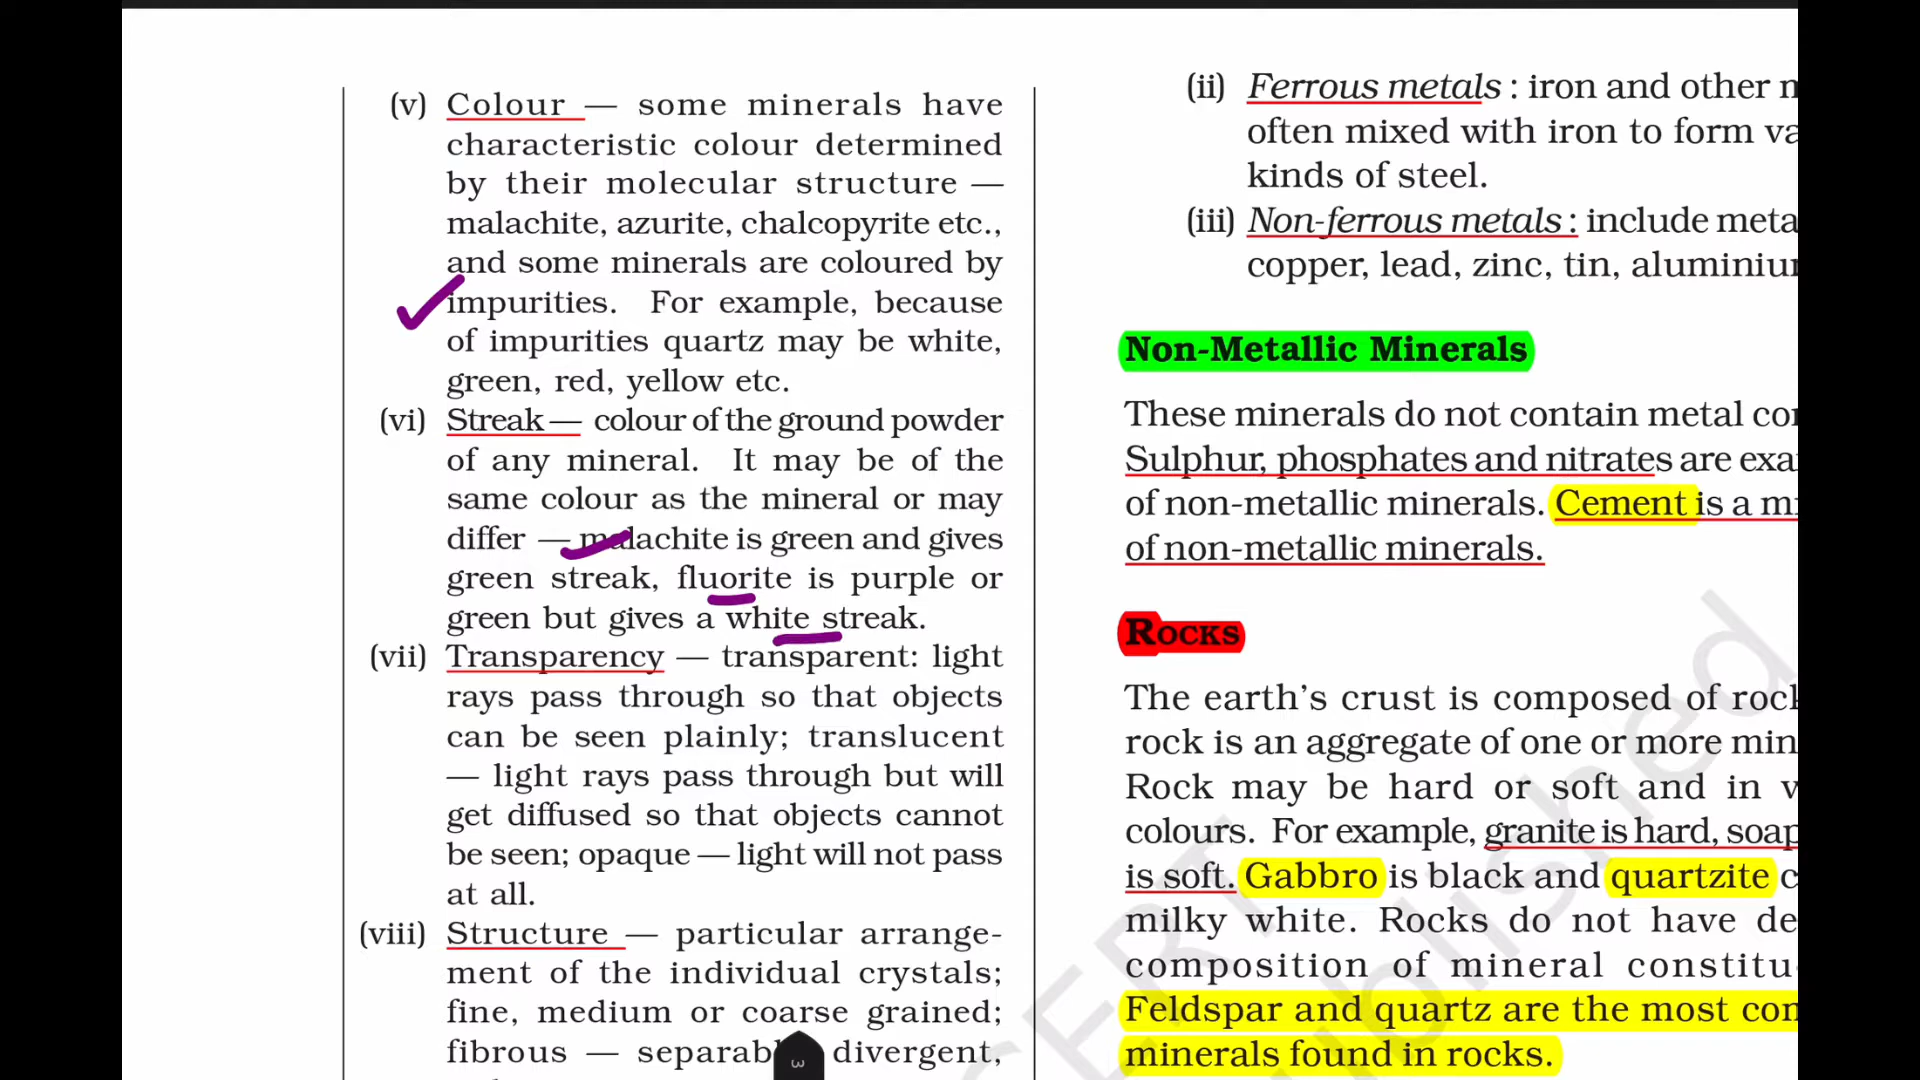 (v) Colour — some minerals have
characteristic colour determined
by their molecular structure —
malachite, azurite, chalcopyrite etc.,
and some minerals are coloured by
impurities. For example, because
of impurities quartz may be white,
green, red, yellow etc.
(vi) Streak — colour of the ground powder
of any mineral. It may be of the
same colour as the mineral or may
differ — malachite is green and gives
green streak, fluorite is purple or
green but gives a white streak.
(vii) Transparency — transparent: light
rays pass through so that objects
can be seen plainly; translucent
— light rays pass through but will
get diffused so that objects cannot
be seen; opaque — light will not pass
at all.
(viii) Structure — particular arrange-
ment of the individual crystals;
fine, medium or coarse grained;
fibrous — divergent,
3
(ii) Ferrous metals : iron and other
often mixed with iron to form
kinds of steel.
(iii) Non-ferrous metals : include
copper, lead, zinc, tin,
Non-Metallic Minerals
These minerals do not contain metal
Sulphur, phosphates and nitrates are
of non-metallic minerals. Cement is a
of non-metallic minerals.
Rocks
The earth's crust is composed of
rock is an aggregate of one or more
Rock may be hard or soft and in
colours. For example, granite is hard,
is soft. Gabbro is black and quartzite
milky white. Rocks do not have
composition of mineral
Feldspar and quartz are the most
minerals found in rocks.